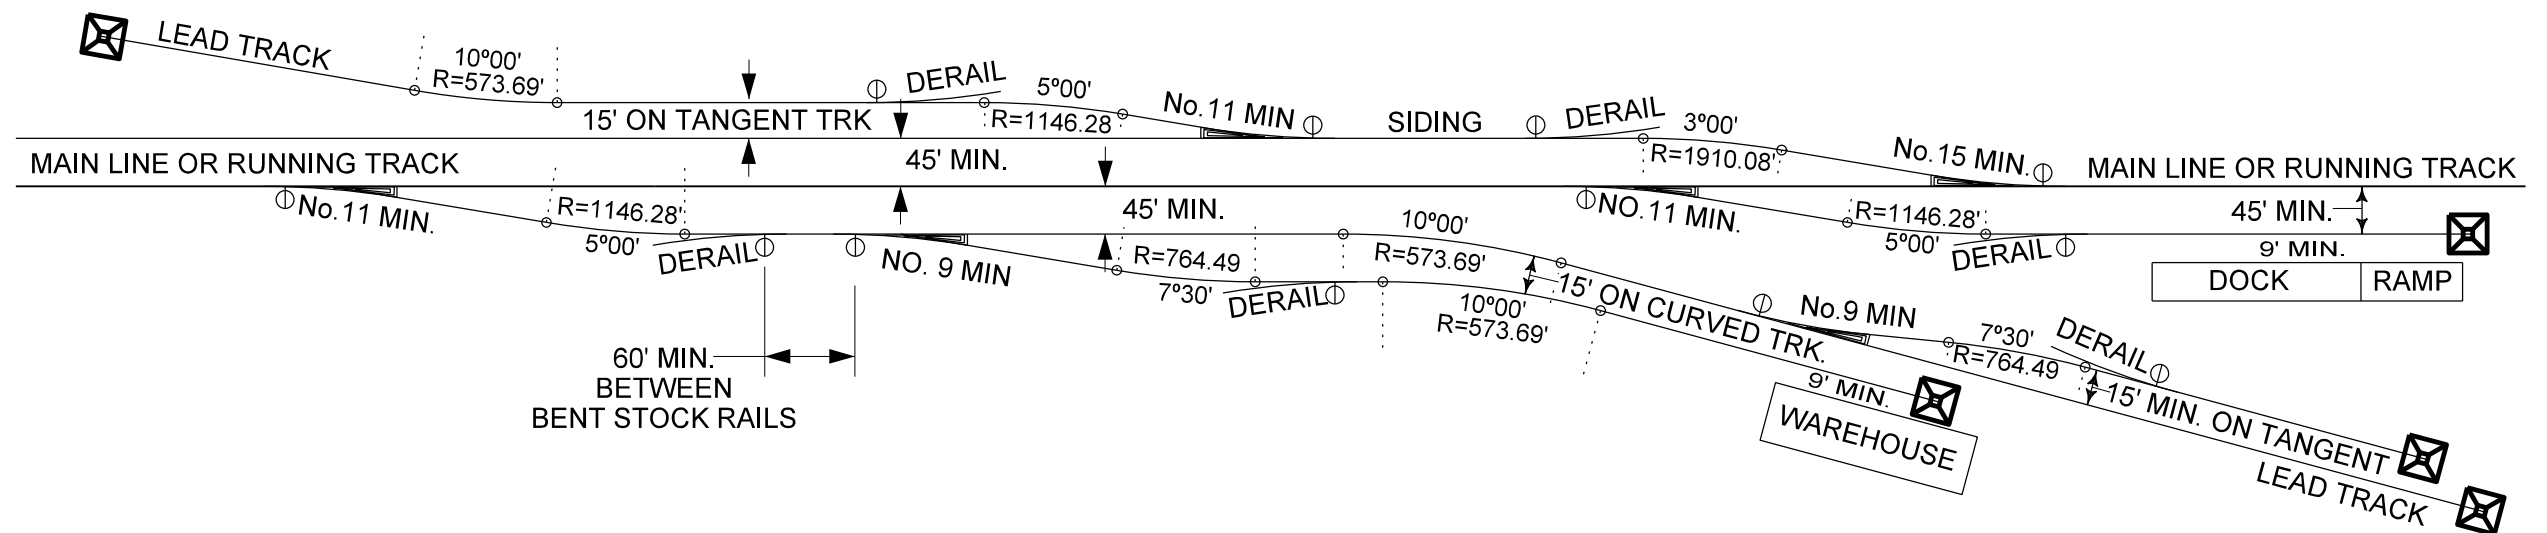 LEAD TRACK
10º00'
R=573.69'
DERAIL
5º00'
R=1146.28
No.11 MIN
SIDING
DERAIL
3º00'
R=1910.08'
No.15 MIN.
15' ON TANGENT TRK
MAIN LINE OR RUNNING TRACK
45' MIN.
MAIN LINE OR RUNNING TRACK
No.11 MIN.
R=1146.28'
5º00'
DERAIL
45' MIN.
NO. 9 MIN
R=764.49
7º30'
DERAIL
10º00'
R=573.69'
10º00'
R=573.69'
15' ON CURVED TRK.
NO.11 MIN.
R=1146.28'
5º00'
DERAIL
45' MIN.
9' MIN.
DOCK
RAMP
60' MIN.
BETWEEN
BENT STOCK RAILS
No.9 MIN
7º30'
R=764.49
DERAIL
9' MIN.
WAREHOUSE
15' MIN. ON TANGENT
LEAD TRACK